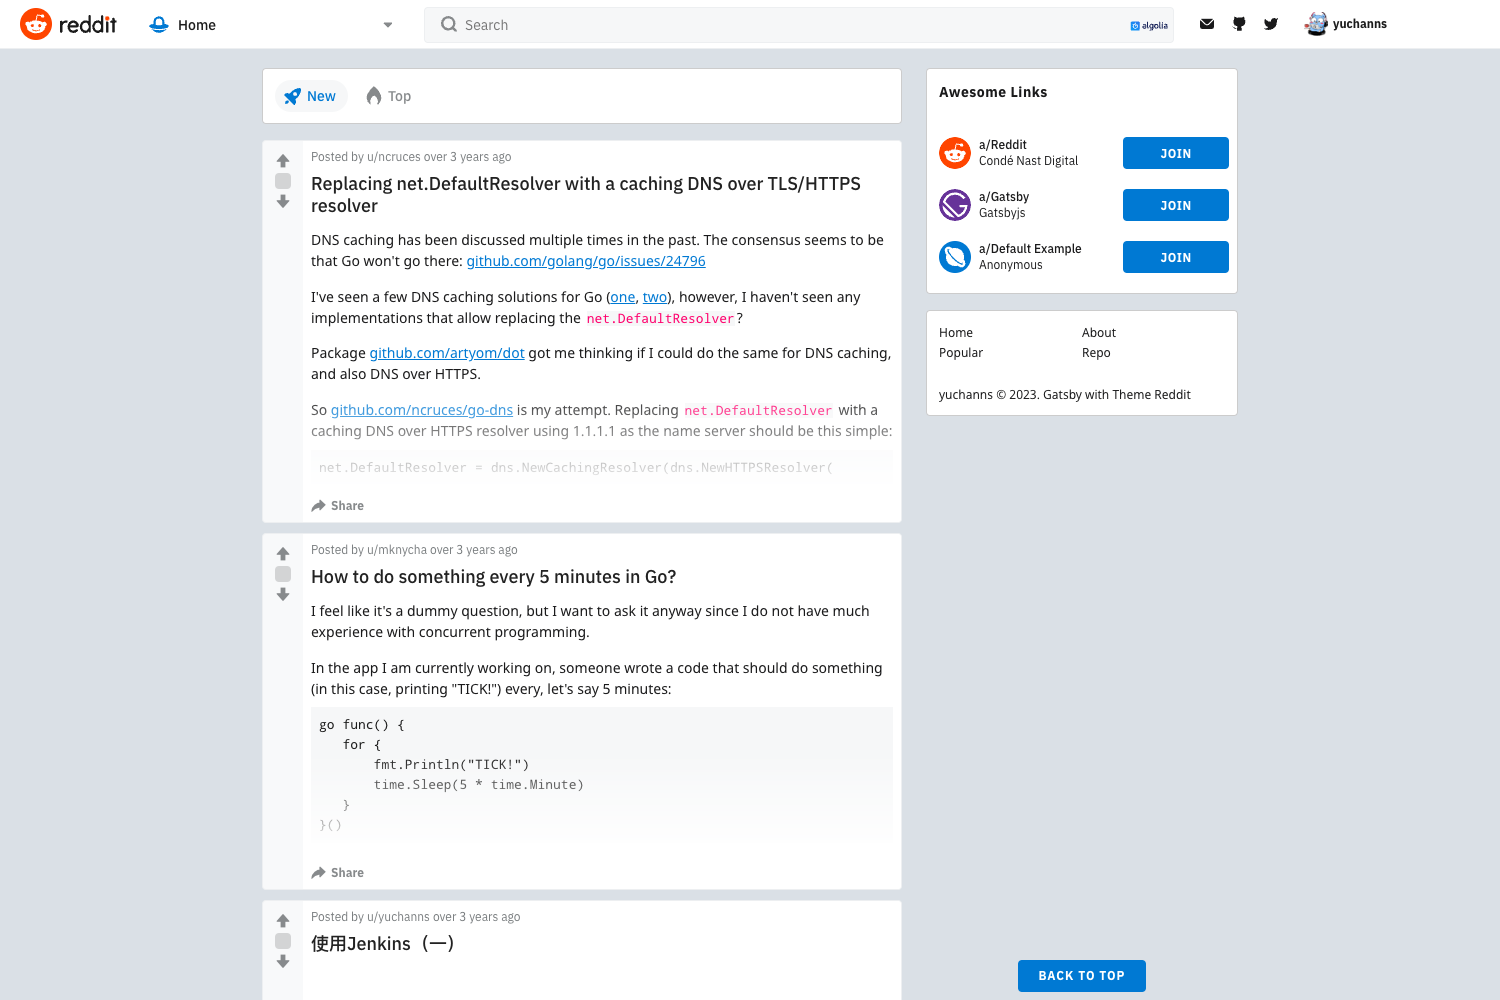 reddit
Home
Search
algolia
yuchanns
New
Top
Posted by u/ncruces over 3 years ago
Replacing net.DefaultResolver with a caching DNS over TLS/HTTPS
resolver
DNS caching has been discussed multiple times in the past. The consensus seems to be
that Go won't go there: github.com/golang/go/issues/24796
I've seen a few DNS caching solutions for Go (one, two), however, I haven't seen any
implementations that allow replacing the net.DefaultResolver?
Package github.com/artyom/dot got me thinking if I could do the same for DNS caching,
and also DNS over HTTPS.
So github.com/ncruces/go-dns is my attempt. Replacing net.DefaultResolver with a
caching DNS over HTTPS resolver using 1.1.1.1 as the name server should be this simple:
net.DefaultResolver = dns.NewCachingResolver(dns.NewHTTPSResolver(
Share
Posted by u/mknycha over 3 years ago
How to do something every 5 minutes in Go?
I feel like it's a dummy question, but I want to ask it anyway since I do not have much
experience with concurrent programming.
In the app I am currently working on, someone wrote a code that should do something
(in this case, printing "TICK!") every, let's say 5 minutes:
go func() {
for {
fmt.Println("TICK!")
time.Sleep(5 * time.Minute)
}
}()
Share
Posted by u/yuchanns over 3 years ago
使用Jenkins（一）
Awesome Links
a/Reddit
Condé Nast Digital
JOIN
a/Gatsby
Gatsbyjs
JOIN
a/Default Example
Anonymous
JOIN
Home
About
Popular
Repo
yuchanns © 2023. Gatsby with Theme Reddit
BACK TO TOP